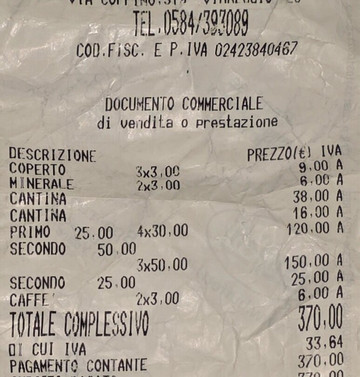 TEL.0584/393089
COD.FISC. E P.IVA 02423840467
DOCUMENTO COMMERCIALE
di vendita o prestazione
DESCRIZIONE PREZZO(€) IVA
COPERTO 3x3,00 9,00 A
MINERALE 2x3,00 6,00 A
CANTINA 38,00 A
CANTINA 16,00 A
PRIMO 25.00 4x30,00 120,00 A
SECONDO 50.00
3x50,00 150,00 A
SECONDO 25.00 25,00 A
CAFFE' 2x3,00 6,00 A
TOTALE COMPLESSIVO 370,00
DI CUI IVA 33,64
PAGAMENTO CONTANTE 370,00